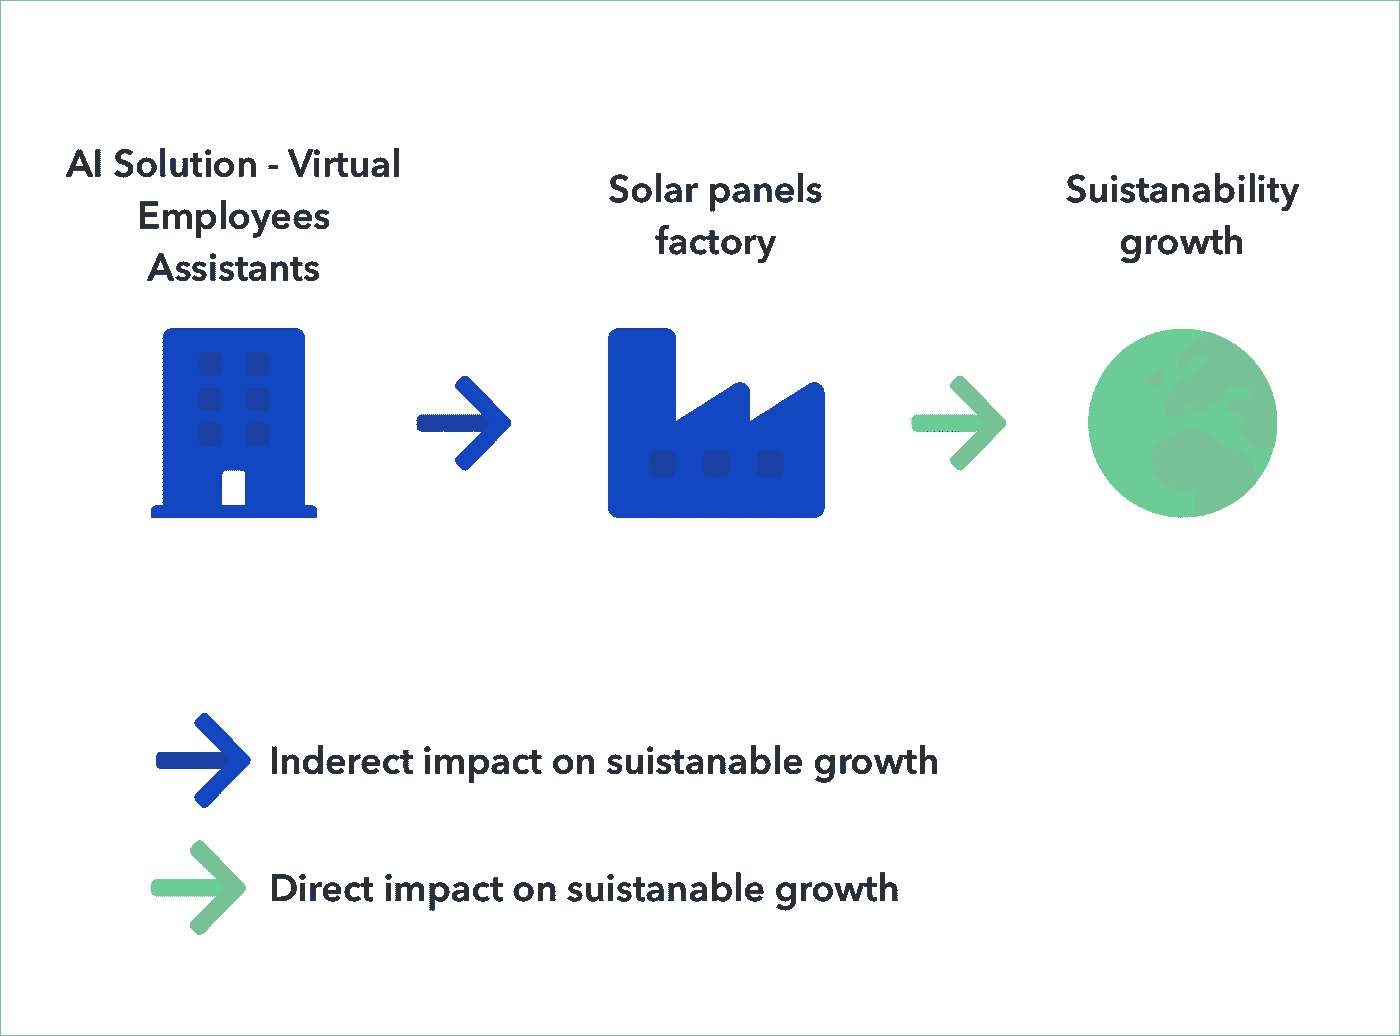 AI Solution - Virtual
Employees
Assistants
Solar panels
factory
Suistanability
growth
Inderect impact on suistanable growth
Direct impact on suistanable growth